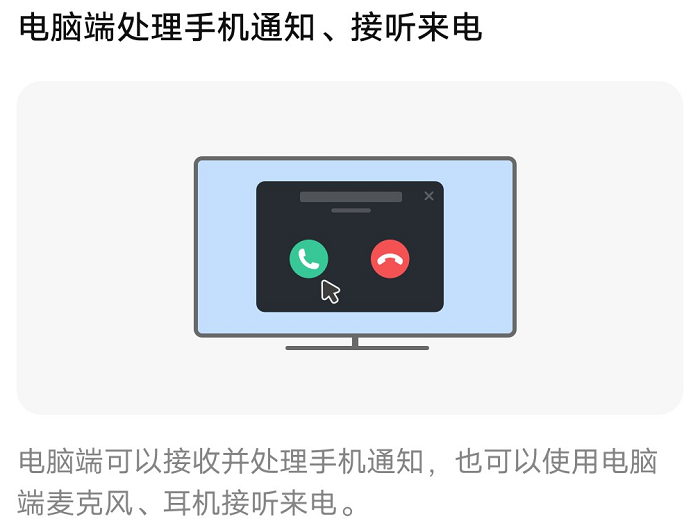 电脑端处理手机通知、接听来电
电脑端可以接收并处理手机通知，也可以使用电脑
端麦克风、耳机接听来电。